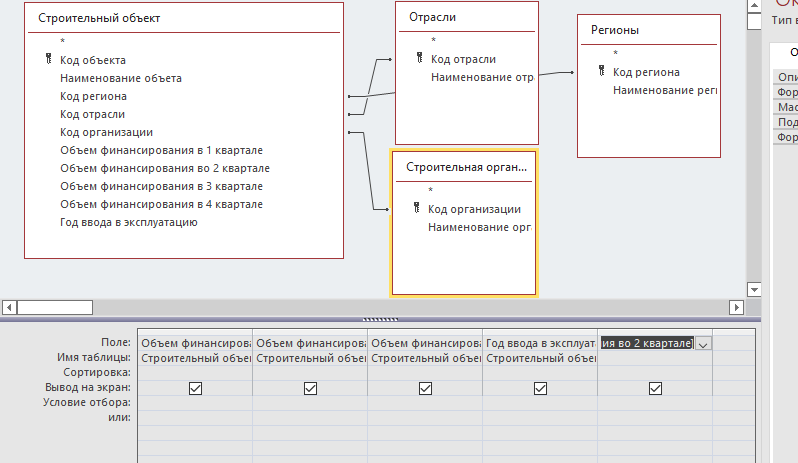 Строительный объект
*
Код объекта
Наименование объета
Код региона
Код отрасли
Код организации
Объем финансирования в 1 квартале
Объем финансирования во 2 квартале
Объем финансирования в 3 квартале
Объем финансирования в 4 квартале
Год ввода в эксплуатацию
Отрасли
*
Код отрасли
Наименование отр
Регионы
*
Код региона
Наименование реги
Строительная орган...
*
Код организации
Наименование орга
Тип в
О
Опи
Фор
Мас
Под
Фор
Поле: Объем финансирова Объем финансирова Объем финансирова Год ввода в эксплуат ия во 2 квартале]
Имя таблицы: Строительный объе Строительный объе Строительный объе Строительный объе
Сортировка:
Вывод на экран:
Условие отбора:
или: